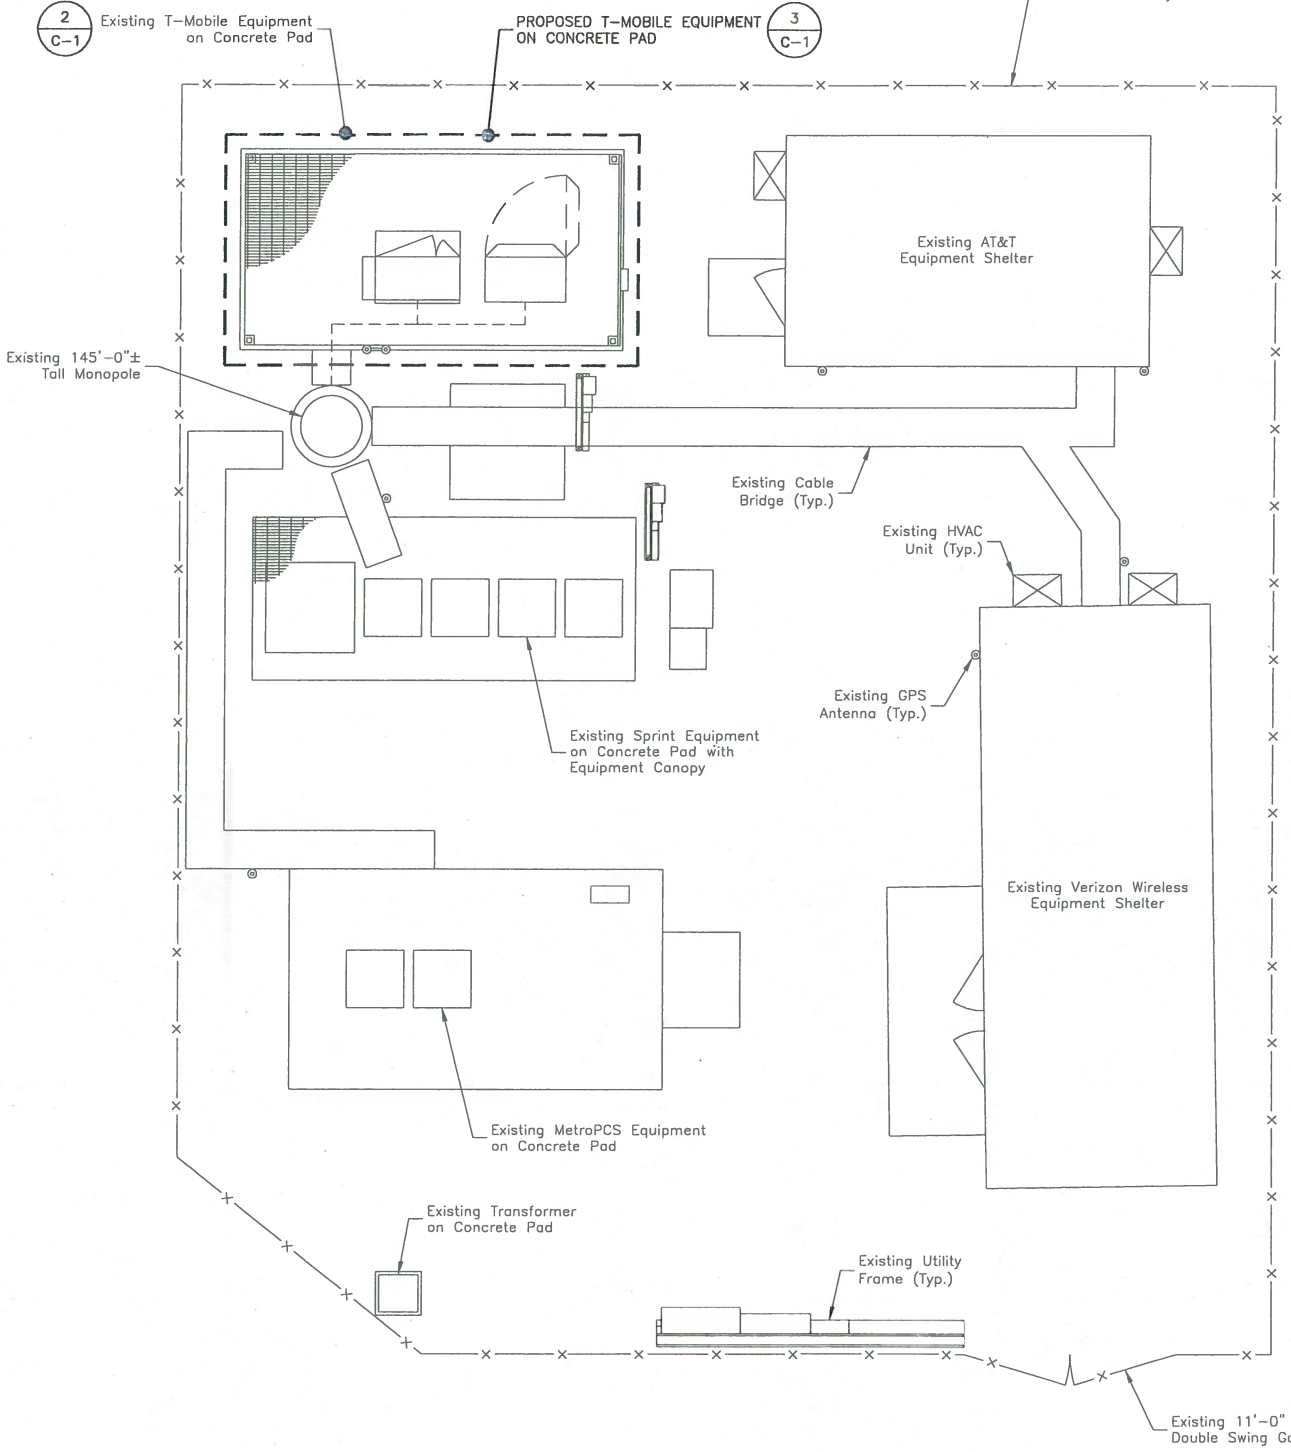 2
C-1
Existing T-Mobile Equipment
on Concrete Pad
PROPOSED T-MOBILE EQUIPMENT
ON CONCRETE PAD
3
C-1
Existing AT&T
Equipment Shelter
Existing 145'-0"±
Tall Monopole
Existing Cable
Bridge (Typ.)
Existing HVAC
Unit (Typ.)
Existing GPS
Antenna (Typ.)
Existing Sprint Equipment
on Concrete Pad with
Equipment Canopy
Existing Verizon Wireless
Equipment Shelter
Existing MetroPCS Equipment
on Concrete Pad
Existing Transformer
on Concrete Pad
Existing Utility
Frame (Typ.)
Existing 11'-0"
Double Swing